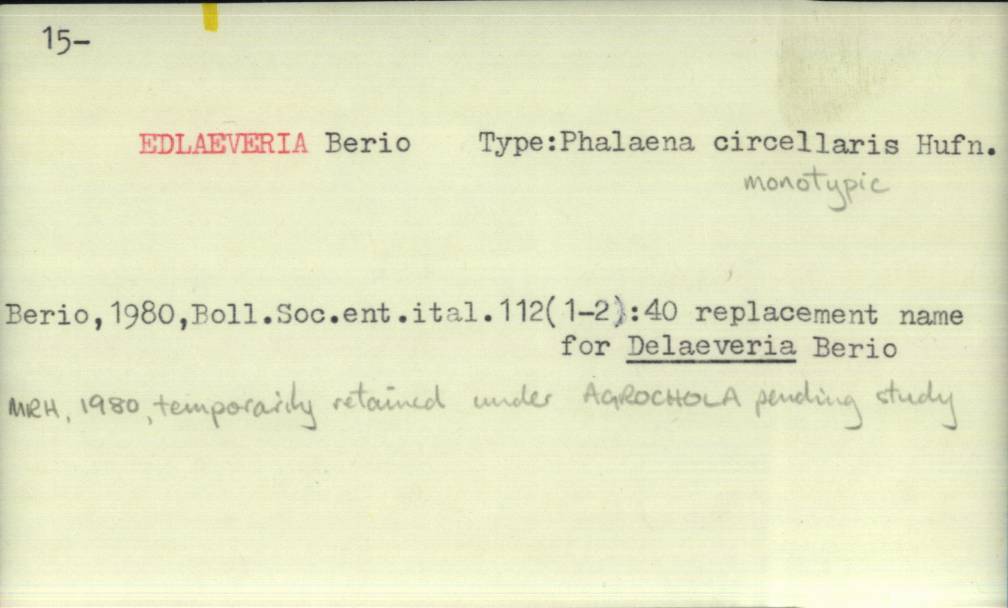 15-
EDLAEVERIA Berio Type:Phalaena circellaris Hufn.
monotypic
Berio,1980,Boll.Soc.ent.ital.112(1-2):40 replacement name
for Delaeveria Berio
MRH, 1980, temporarily retained under AGROCHOLA pending study